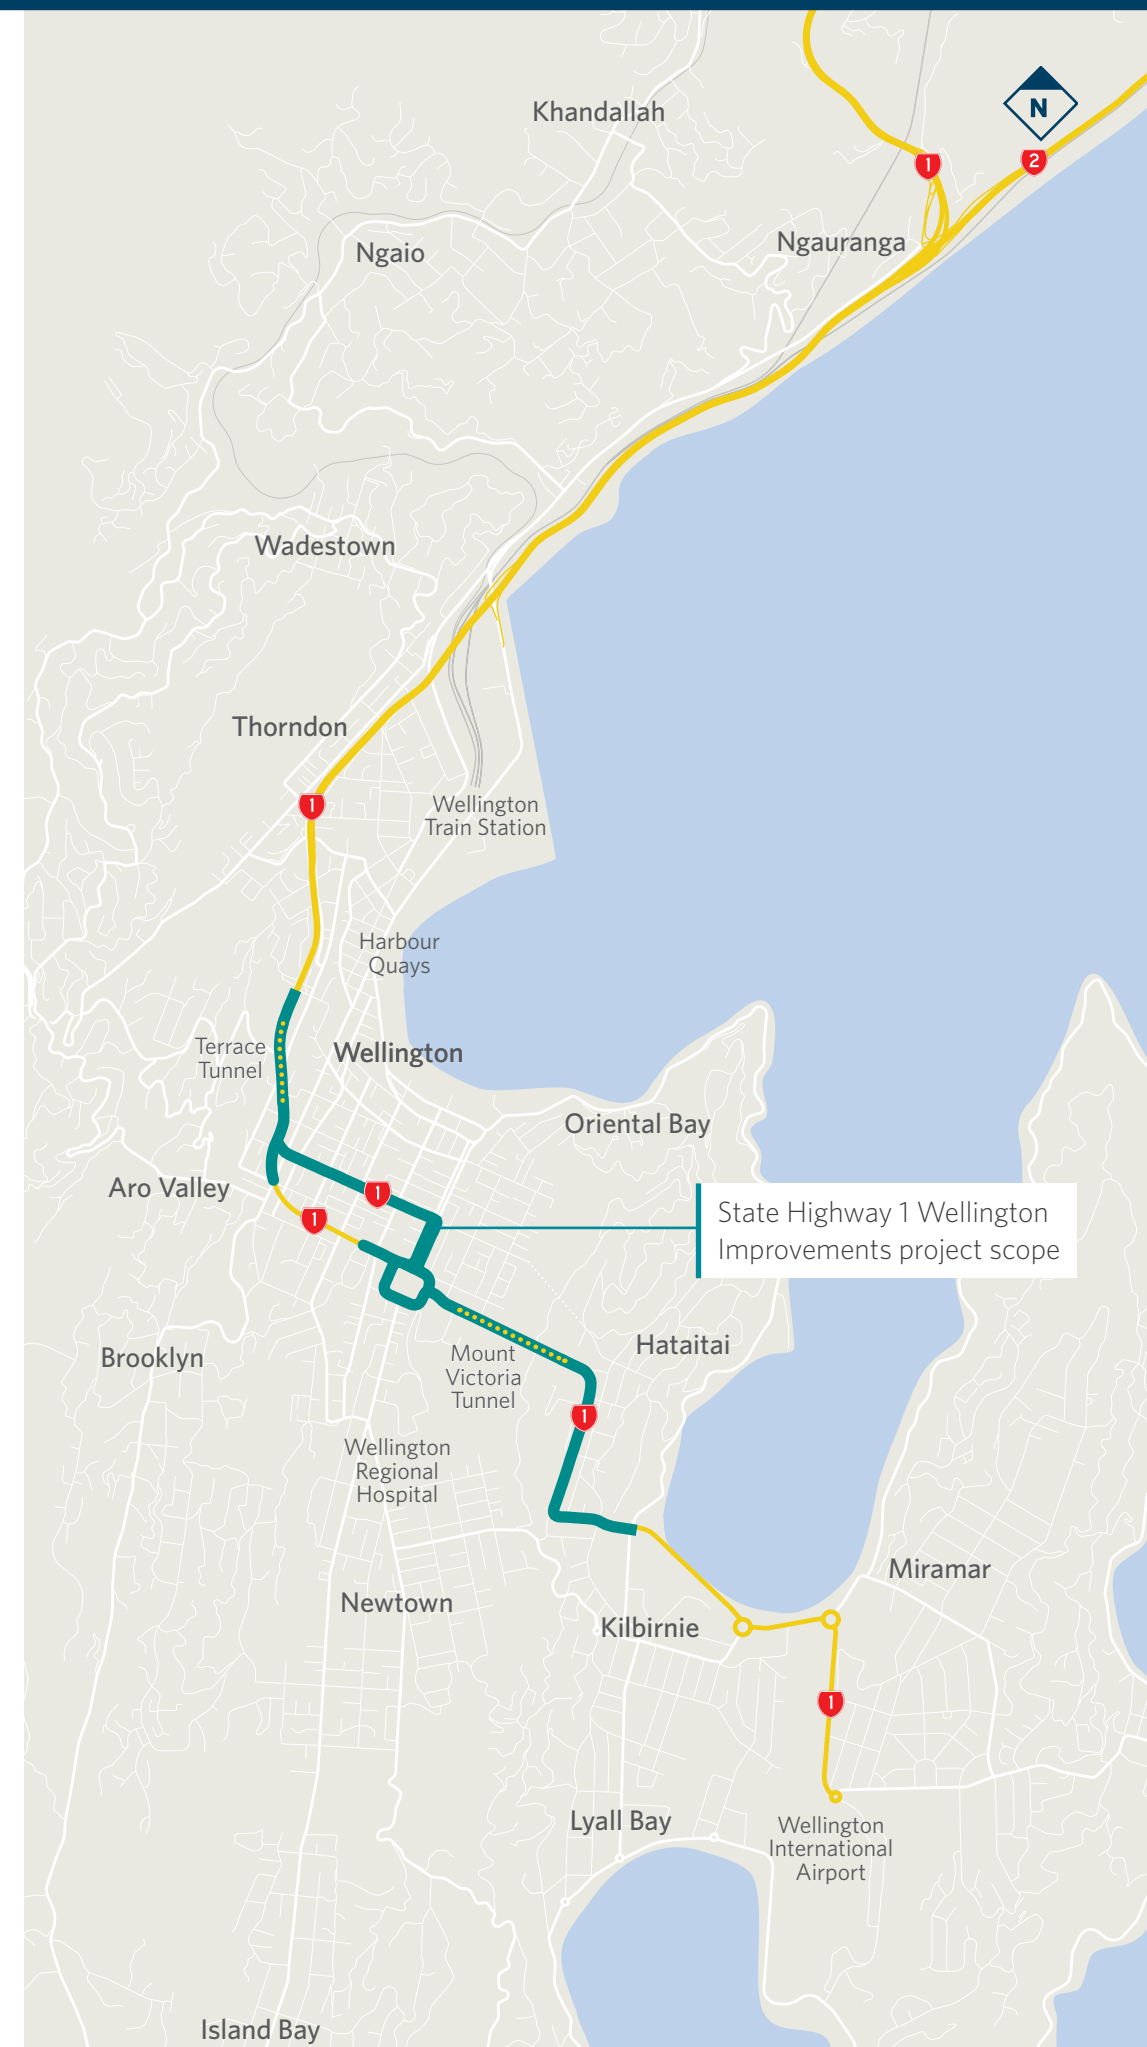 Khandallah
N
1
2
Ngauranga
Ngaio
Wadestown
Thorndon
1
Wellington
Train Station
Harbour
Quays
Terrace
Tunnel
Wellington
Oriental Bay
Aro Valley
1
1
State Highway 1 Wellington
Improvements project scope
Hataitai
Brooklyn
Mount
Victoria
Tunnel
1
Wellington
Regional
Hospital
Miramar
Newtown
Kilbirnie
1
Lyall Bay
Wellington
International
Airport
Island Bay